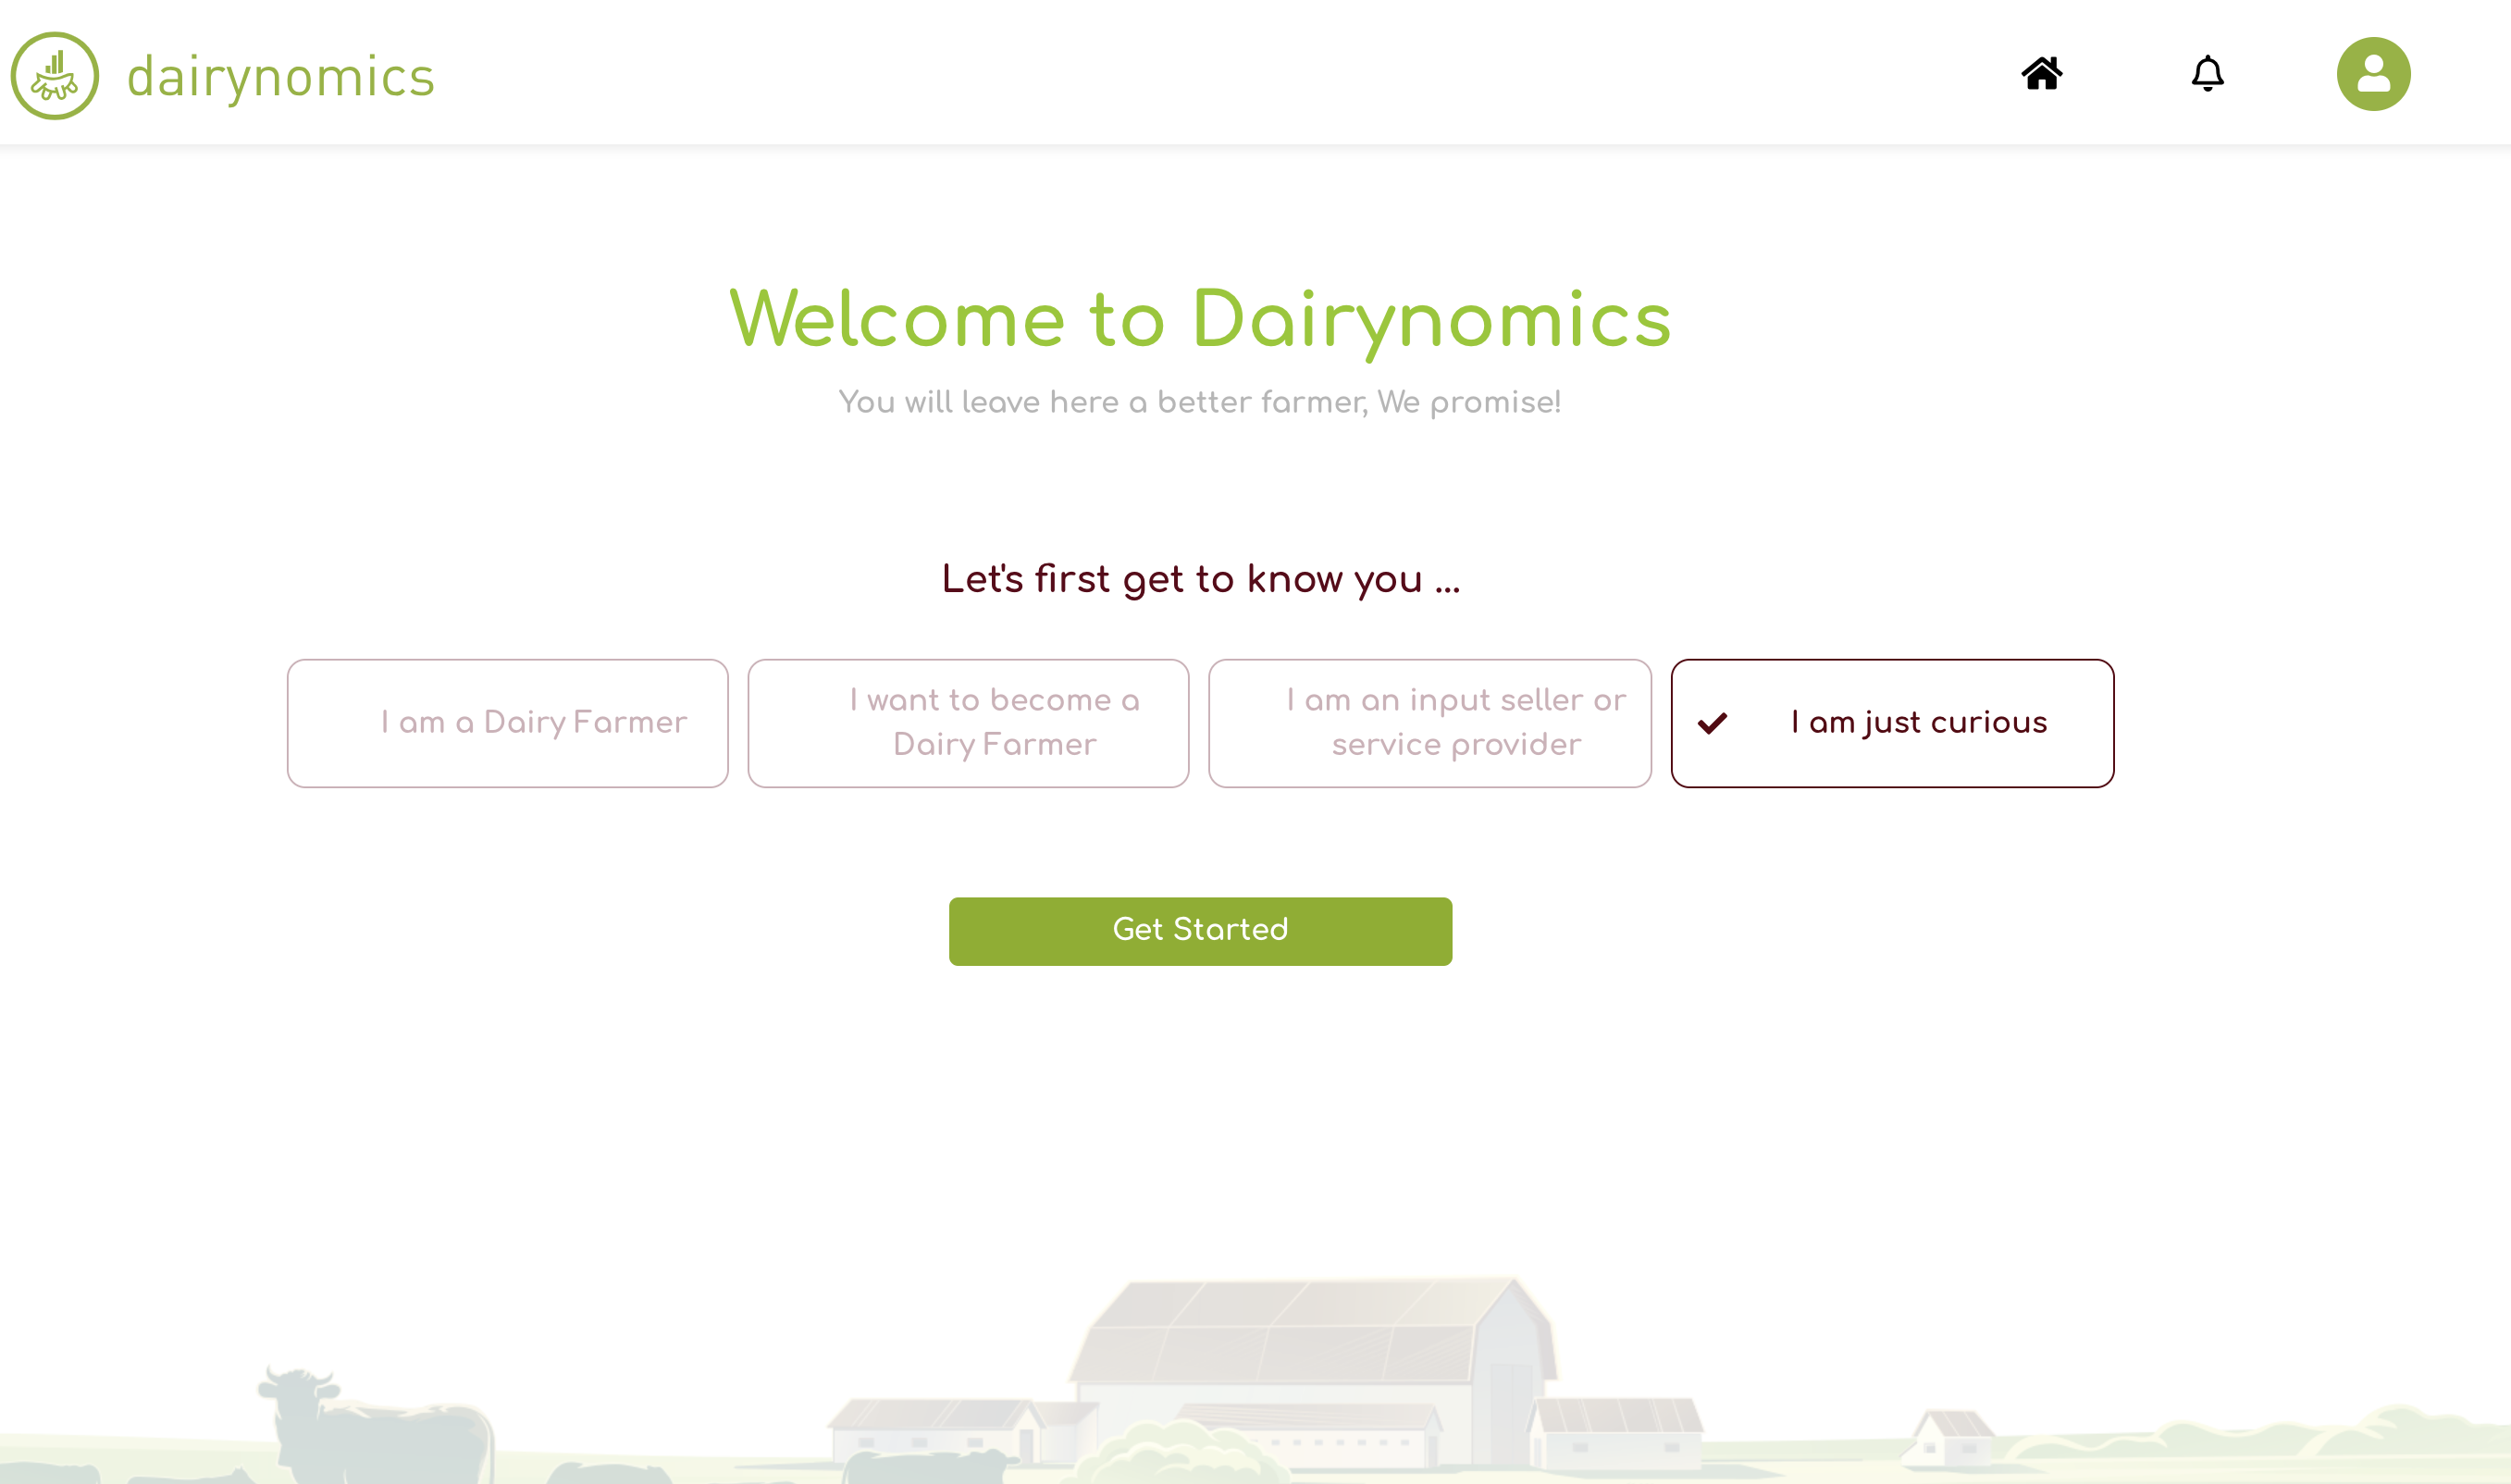 dairynomics
Welcome to Dairynomics
You will leave here a better farmer, We promise!
Let's first get to know you ...
I am a Dairy Farmer
I want to become a
Dairy Farmer
I am an input seller or
service provider
I am just curious
Get Started